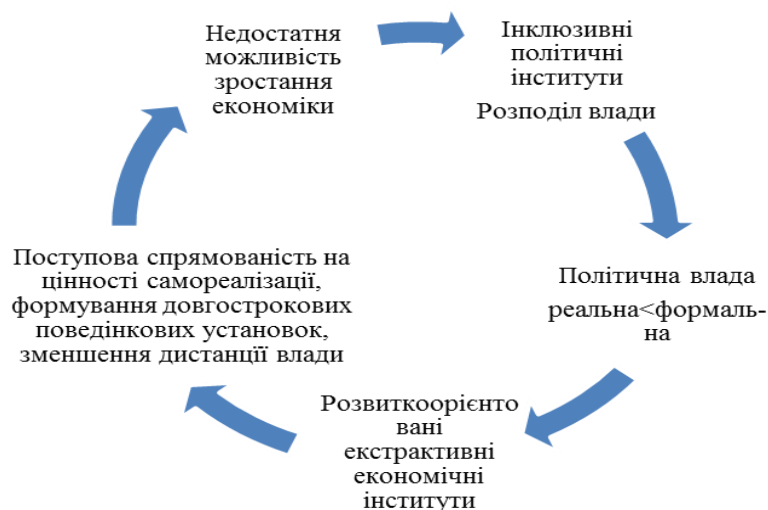 Недостатня
можливість
зростання
економіки
Інклюзивні
політичні
інститути
Розподіл влади
Політична влада
реальна<формаль-
на
Розвиткоорієнто
вані
екстрактивні
економічні
інститути
Поступова спрямованість на
цінності самореалізації,
формування довгострокових
поведінкових установок,
зменшення дистанції влади